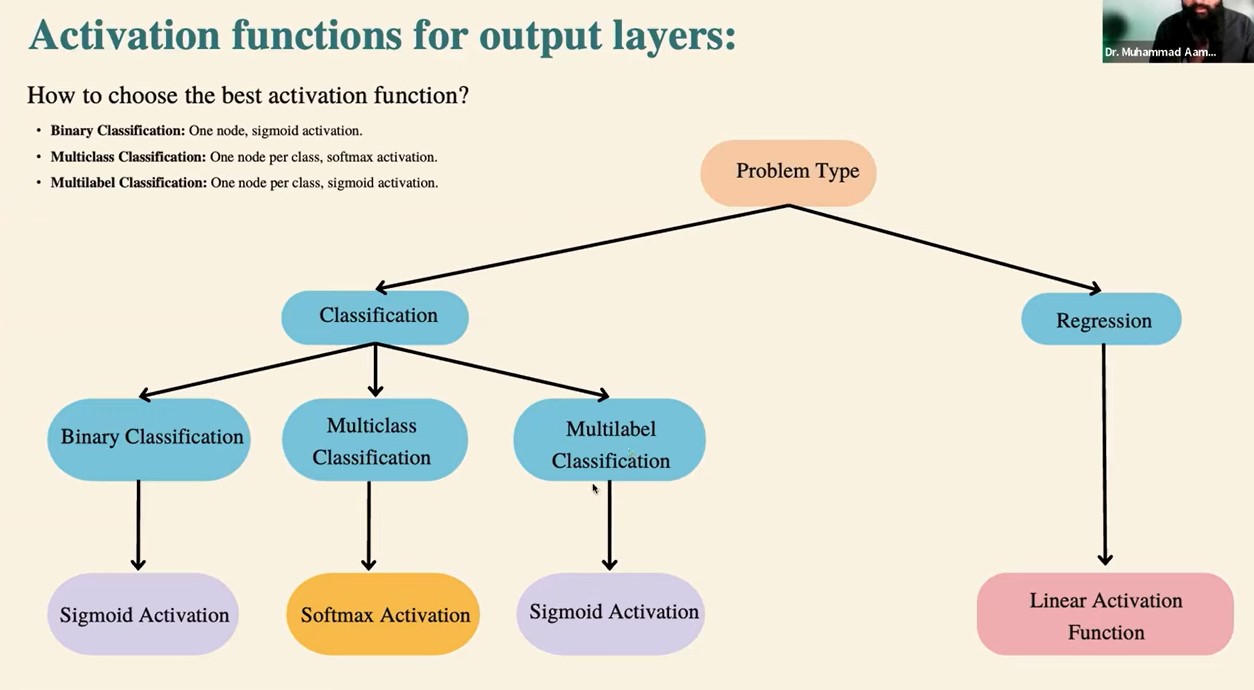 Activation functions for output layers:
Dr. Muhammad Aam...
How to choose the best activation function?
• Binary Classification: One node, sigmoid activation.
• Multiclass Classification: One node per class, softmax activation.
• Multilabel Classification: One node per class, sigmoid activation.
Problem Type
Classification
Regression
Binary Classification
Multiclass
Classification
Multilabel
Classification
Sigmoid Activation
Softmax Activation
Sigmoid Activation
Linear Activation
Function